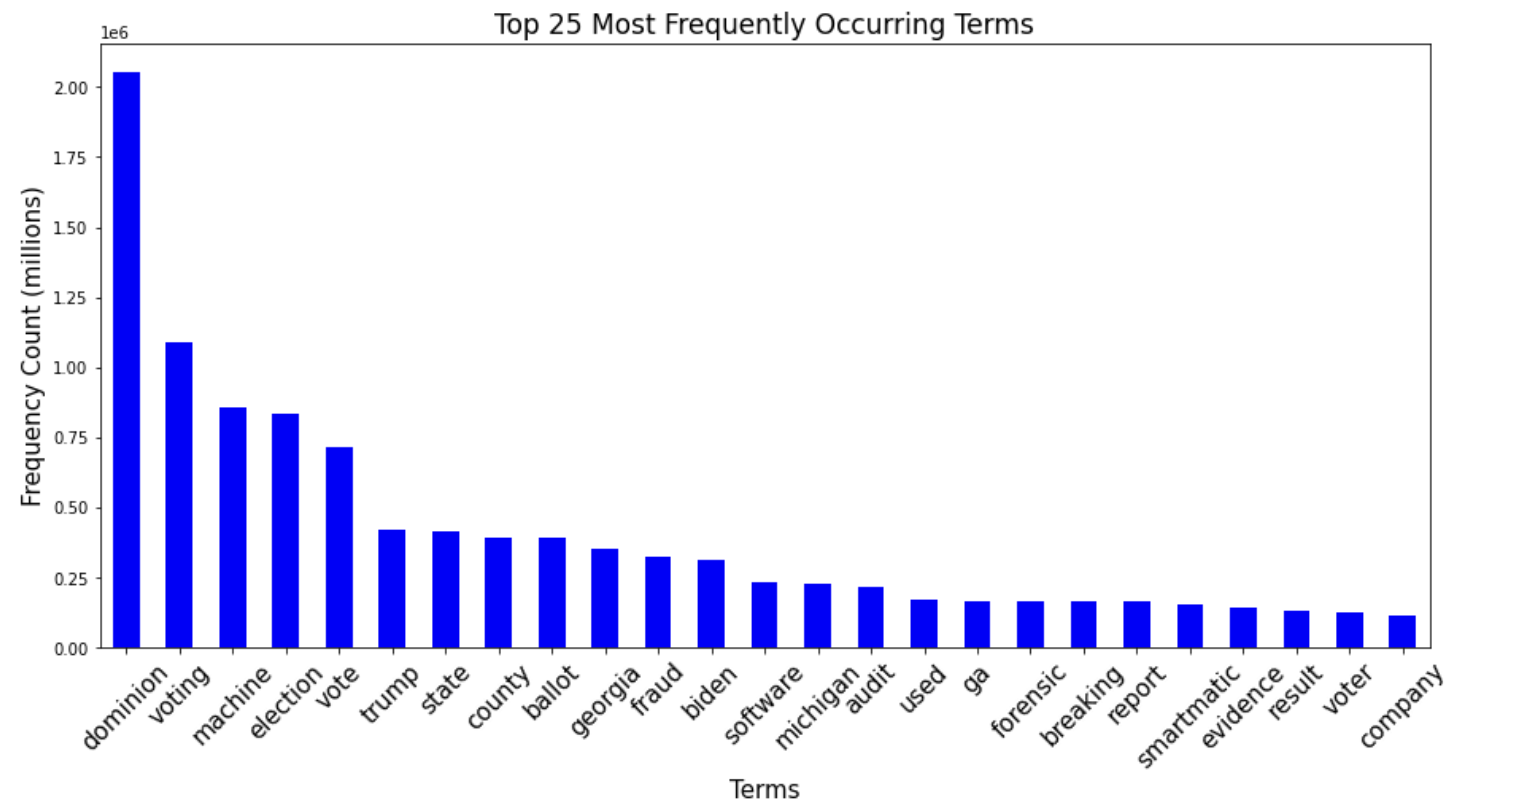 Top 25 Most Frequently Occurring Terms
1e6
Frequency Count (millions)
2.00
1.75
1.50
1.25
1.00
0.75
0.50
0.25
0.00
dominion
voting
machine
election
vote
trump
state
county
ballot
georgia
fraud
biden
software
michigan
audit
used
ga
forensic
breaking
report
smartmatic
evidence
result
voter
company
Terms